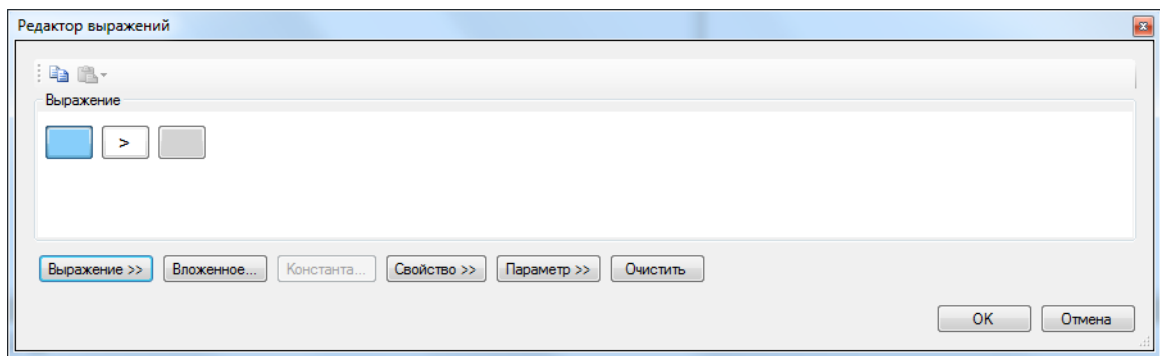 Редактор выражений
Выражение
>
Выражение >> Вложенное... Константа... Свойство >> Параметр >> Очистить
OK Отмена